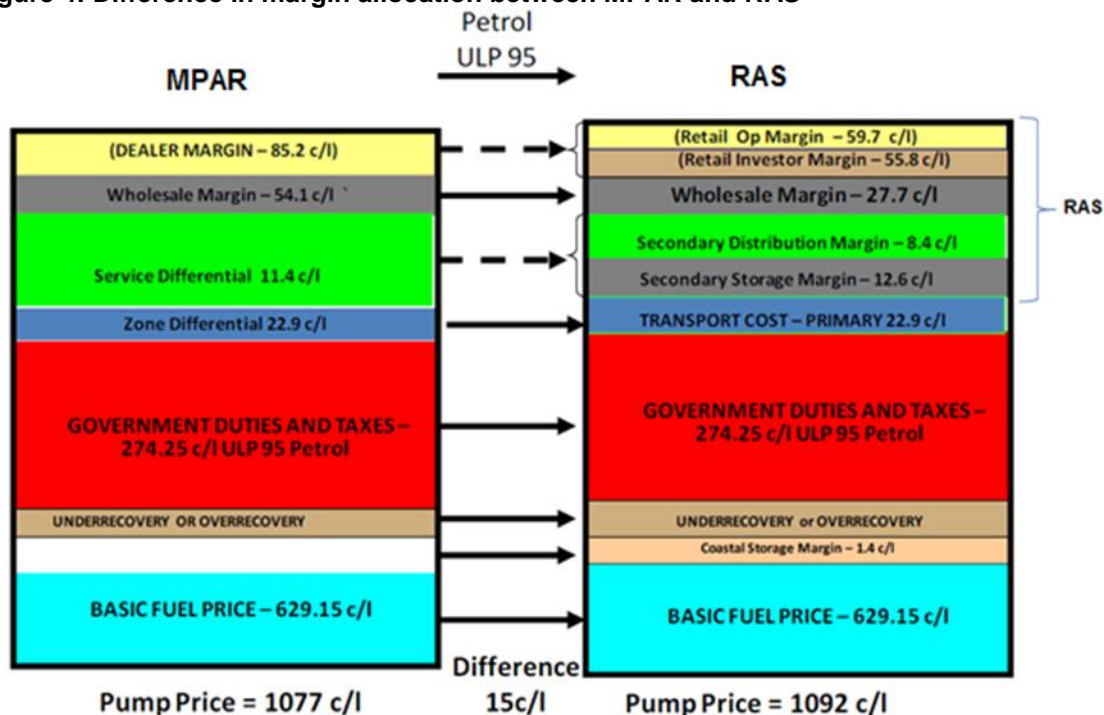 Figure 4: Difference in margin allocation between MPAR and RAS
Petrol
ULP 95
MPAR
RAS
(DEALER MARGIN – 85.2 c/l)
Wholesale Margin – 54.1 c/l `
Service Differential 11.4 c/l
Zone Differential 22.9 c/l
GOVERNMENT DUTIES AND TAXES –
274.25 c/l ULP 95 Petrol
UNDERRECOVERY OR OVERRECOVERY
BASIC FUEL PRICE – 629.15 c/l
Pump Price = 1077 c/l
(Retail Op Margin – 59.7 c/l)
(Retail Investor Margin – 55.8 c/l)
Wholesale Margin – 27.7 c/l
Secondary Distribution Margin – 8.4 c/l
Secondary Storage Margin – 12.6 c/l
RAS
TRANSPORT COST – PRIMARY 22.9 c/l
GOVERNMENT DUTIES AND TAXES –
274.25 c/l ULP 95 Petrol
UNDERRECOVERY or OVERRECOVERY
Coastal Storage Margin – 1.4 c/l
BASIC FUEL PRICE – 629.15 c/l
Difference
15c/l
Pump Price = 1092 c/l